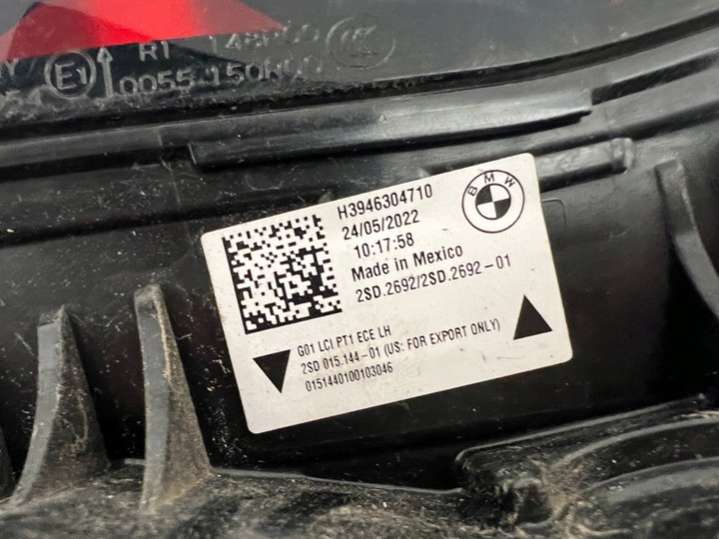 E1
R1
0055
H3946304710
24/05/2022
10:17:58
Made in Mexico
2SD.2692/2SD.2692-01
BMW
G01 LCI PT1 ECE LH
2SD 015.144-01 (US: FOR EXPORT ONLY)
0151440100103046